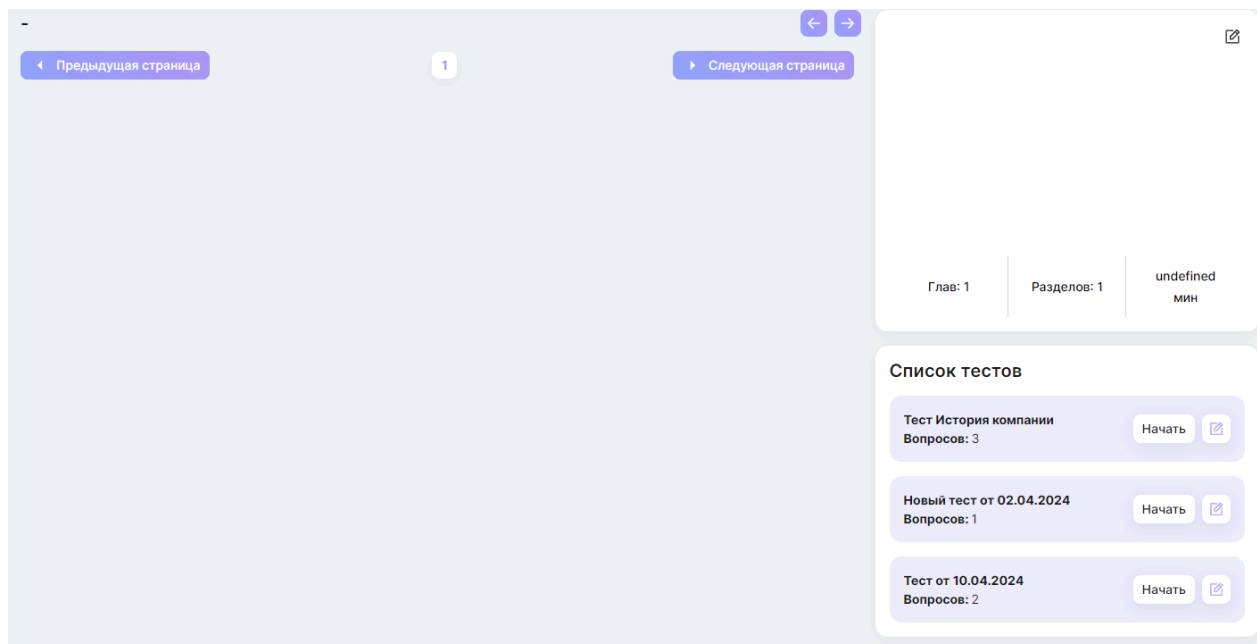 -
Предыдущая страница
1
Следующая страница
Глав: 1
Разделов: 1
undefined
мин
Список тестов
Тест История компании
Вопросов: 3
Начать
Новый тест от 02.04.2024
Вопросов: 1
Начать
Тест от 10.04.2024
Вопросов: 2
Начать